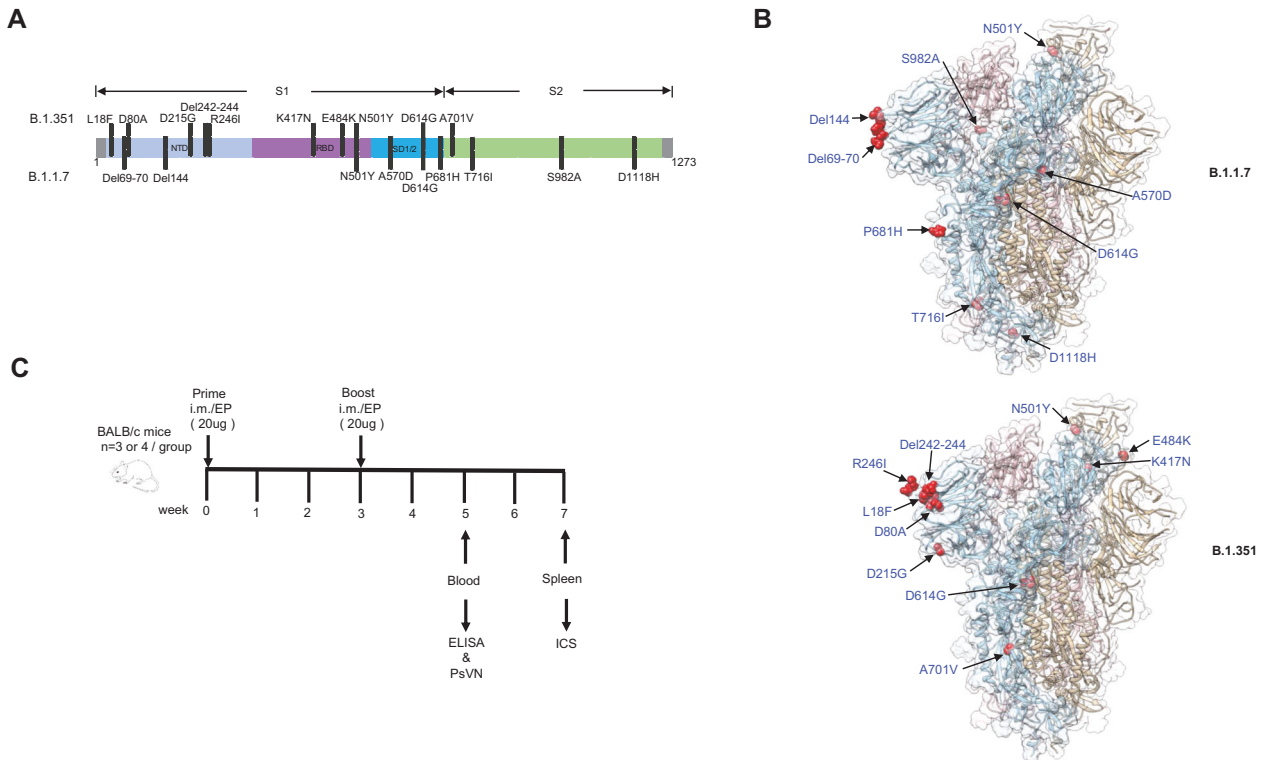 A
S1
S2
Del242-244
B.1.351
L18F
D80A
D215G
R246I
K417N
E484K
N501Y
D614G
A701V
NTD
RBD
SD1/2
1
1273
B.1.1.7
Del69-70
Del144
N501Y
A570D
D614G
P681H
T716I
S982A
D1118H
B
N501Y
S982A
Del144
Del69-70
B.1.1.7
A570D
P681H
D614G
T716I
D1118H
N501Y
E484K
Del242-244
K417N
R246I
L18F
D80A
B.1.351
D215G
D614G
A701V
C
Prime
i.m./EP
( 20ug )
Boost
i.m./EP
( 20ug )
BALB/c mice
n=3 or 4 / group
week
0
1
2
3
4
5
6
7
Blood
Spleen
ELISA
&
PsVN
ICS